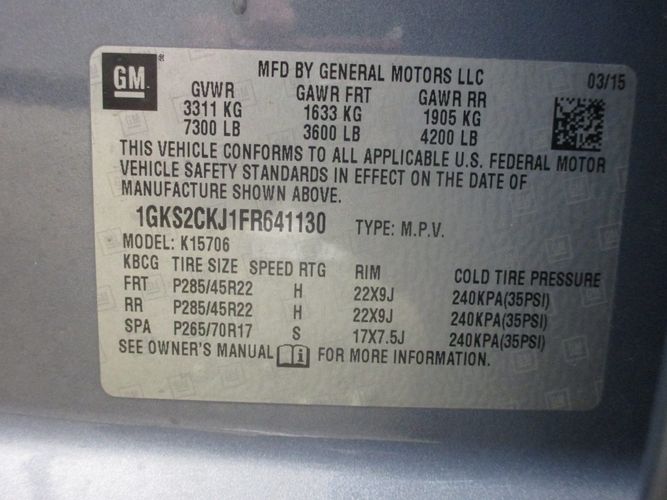 GM ®
MFD BY GENERAL MOTORS LLC 03/15
GVWR GAWR FRT GAWR RR
3311 KG 1633 KG 1905 KG
7300 LB 3600 LB 4200 LB
THIS VEHICLE CONFORMS TO ALL APPLICABLE U.S. FEDERAL MOTOR
VEHICLE SAFETY STANDARDS IN EFFECT ON THE DATE OF
MANUFACTURE SHOWN ABOVE.
1GKS2CKJ1FR641130 TYPE: M.P.V.
MODEL: K15706
KBCG TIRE SIZE SPEED RTG RIM COLD TIRE PRESSURE
FRT P285/45R22 H 22X9J 240KPA(35PSI)
RR P285/45R22 H 22X9J 240KPA(35PSI)
SPA P265/70R17 S 17X7.5J 240KPA(35PSI)
SEE OWNER'S MANUAL FOR MORE INFORMATION.